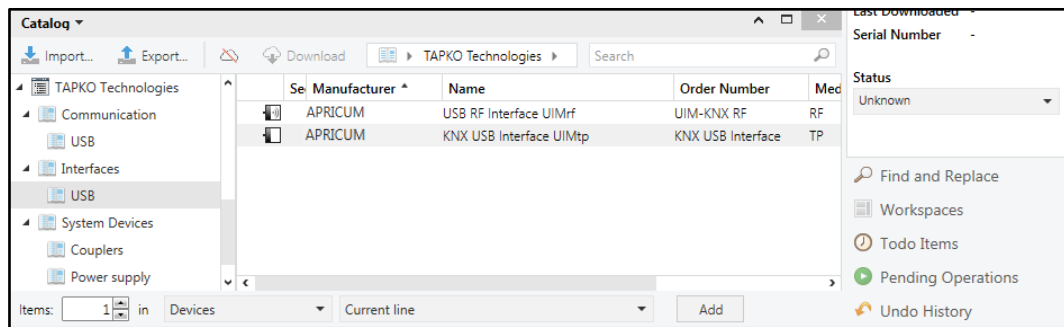 Catalog
Import...
Export...
Download
TAPKO Technologies
Search
TAPKO Technologies
Communication
USB
Interfaces
USB
System Devices
Couplers
Power supply
Se Manufacturer Name Order Number Med
APRICUM USB RF Interface UIMrf UIM-KNX RF RF
APRICUM KNX USB Interface UIMtp KNX USB Interface TP
Items: 1 in Devices Current line Add
Last Downloaded -
Serial Number -
Status
Unknown
Find and Replace
Workspaces
Todo Items
Pending Operations
Undo History